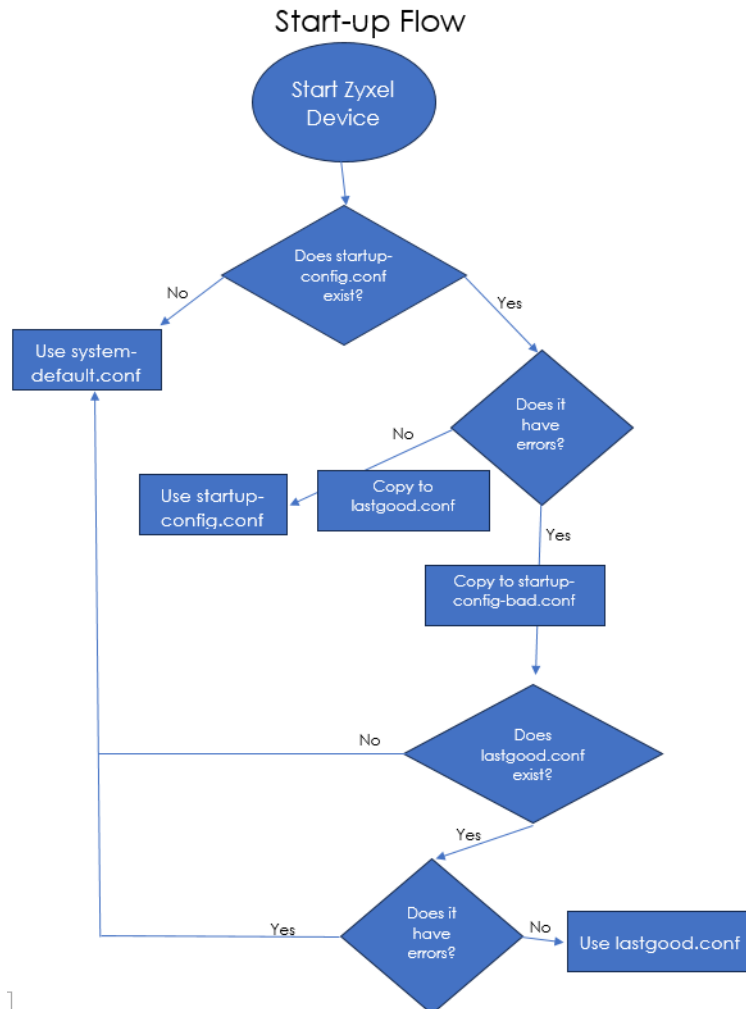 Start-up Flow
Start Zyxel
Device
Does startup-
config.conf
exist?
No
Yes
Use system-
default.conf
Does it
have
errors?
No
Copy to
lastgood.conf
Use startup-
config.conf
Yes
Copy to startup-
config-bad.conf
Does
lastgood.conf
exist?
No
Yes
Does it
have
errors?
Yes
No
Use lastgood.conf
]